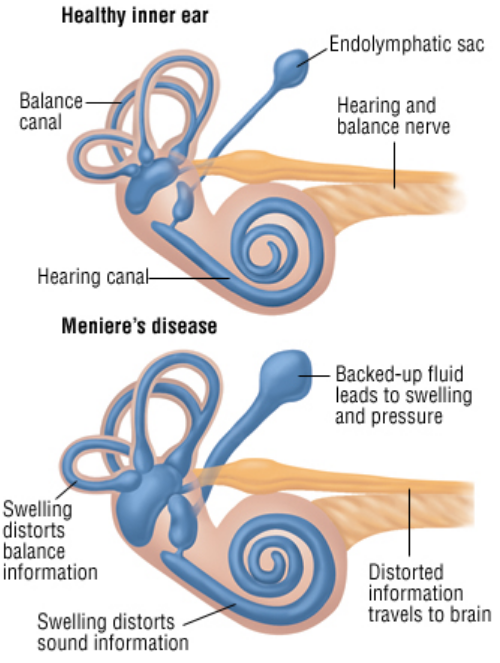 Healthy inner ear
Endolymphatic sac
Balance
canal
Hearing and
balance nerve
Hearing canal
Meniere's disease
Backed-up fluid
leads to swelling
and pressure
Swelling
distorts
balance
information
Distorted
information
travels to brain
Swelling distorts
sound information